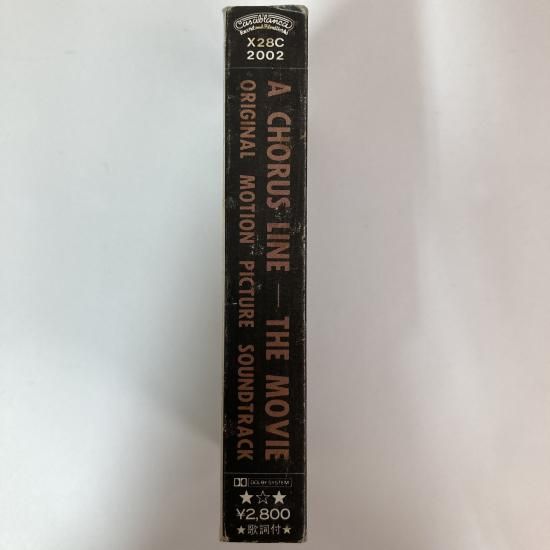 Casablanca
Record and FilmWorks
X28C
2002
A CHORUS LINE — THE MOVIE
ORIGINAL MOTION PICTURE SOUNDTRACK
DOLBY SYSTEM
★☆★
¥2,800
★歌詞付★